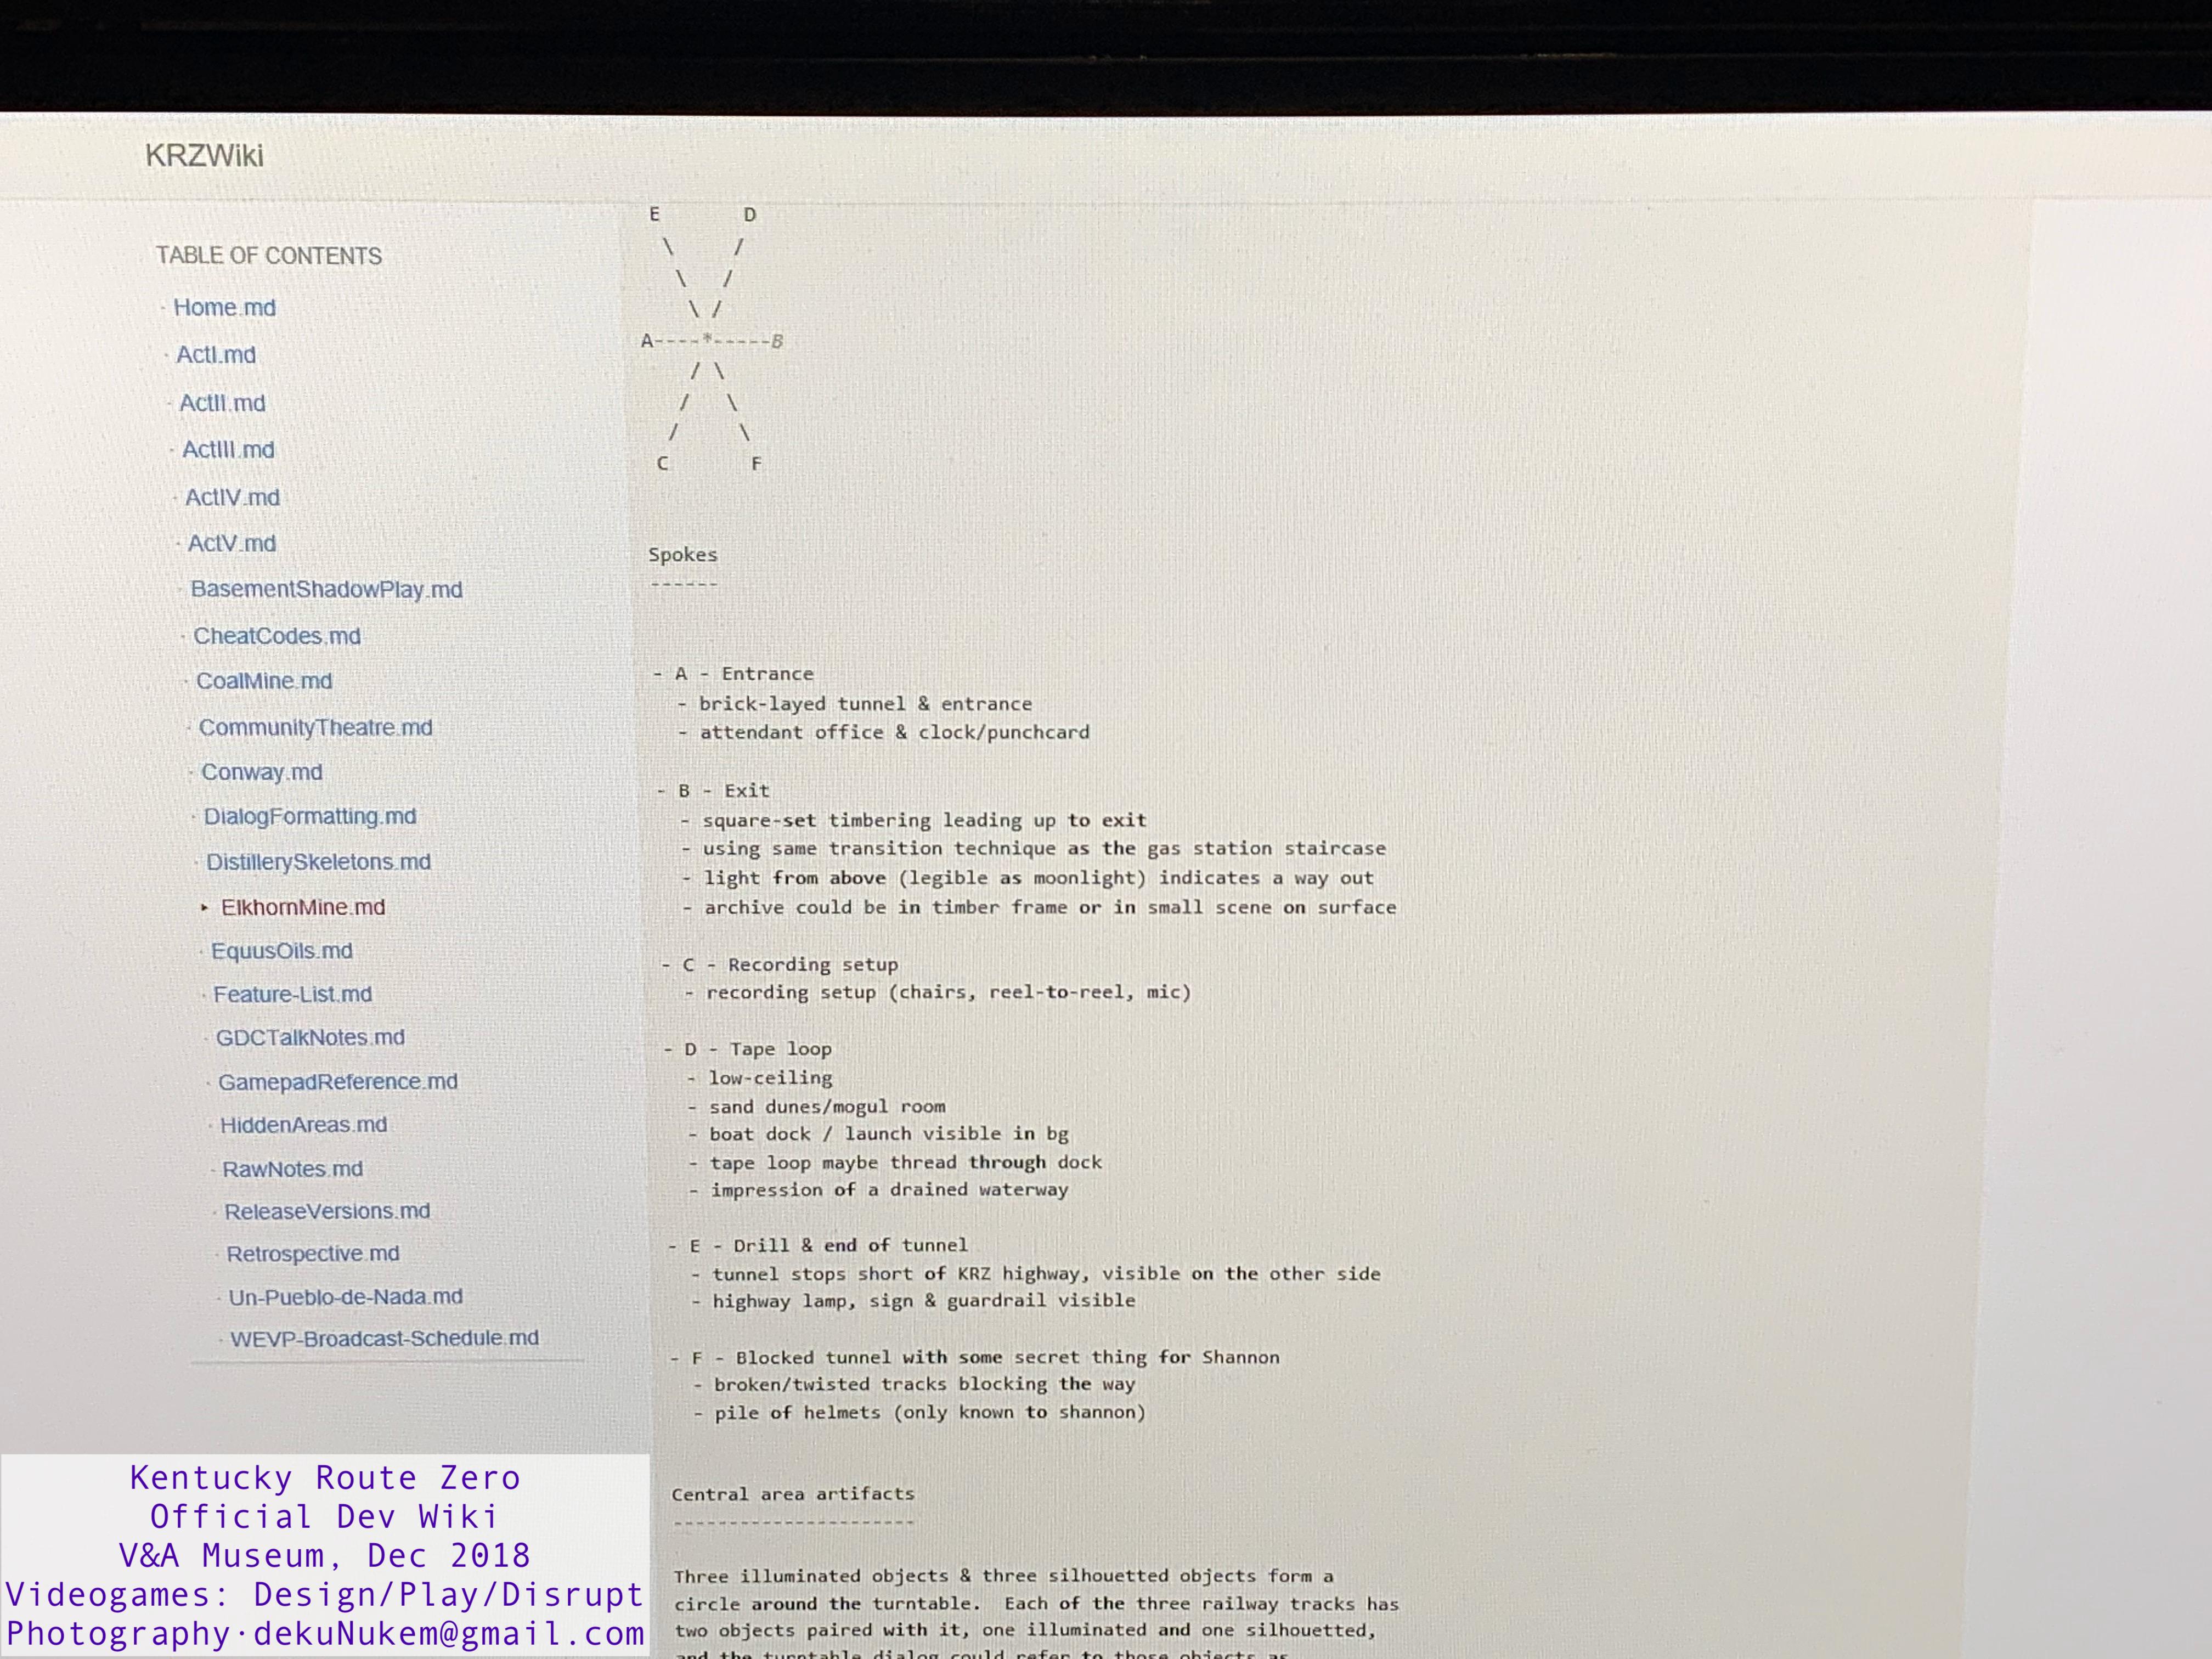 KRZWiki
TABLE OF CONTENTS
· Home.md
· ActI.md
· ActII.md
· ActIII.md
· ActIV.md
· ActV.md
· BasementShadowPlay.md
· CheatCodes.md
· CoalMine.md
· CommunityTheatre.md
· Conway.md
· DialogFormatting.md
· DistillerySkeletons.md
▸ ElkhornMine.md
· EquusOils.md
· Feature-List.md
· GDCTalkNotes.md
· GamepadReference.md
· HiddenAreas.md
· RawNotes.md
· ReleaseVersions.md
· Retrospective.md
· Un-Pueblo-de-Nada.md
· WEVP-Broadcast-Schedule.md
E       D
 \     /
  \   /
   \ /
A----*-----B
   / \
  /   \
 /     \
C       F
Spokes
------
- A - Entrance
- brick-layed tunnel & entrance
- attendant office & clock/punchcard
- B - Exit
- square-set timbering leading up to exit
- using same transition technique as the gas station staircase
- light from above (legible as moonlight) indicates a way out
- archive could be in timber frame or in small scene on surface
- C - Recording setup
- recording setup (chairs, reel-to-reel, mic)
- D - Tape loop
- low-ceiling
- sand dunes/mogul room
- boat dock / launch visible in bg
- tape loop maybe thread through dock
- impression of a drained waterway
- E - Drill & end of tunnel
- tunnel stops short of KRZ highway, visible on the other side
- highway lamp, sign & guardrail visible
- F - Blocked tunnel with some secret thing for Shannon
- broken/twisted tracks blocking the way
- pile of helmets (only known to shannon)
Central area artifacts
----------------------
Three illuminated objects & three silhouetted objects form a
circle around the turntable.  Each of the three railway tracks has
two objects paired with it, one illuminated and one silhouetted,
and the turntable dialog could refer to those objects as
Kentucky Route Zero
Official Dev Wiki
V&A Museum, Dec 2018
Videogames: Design/Play/Disrupt
Photography·dekuNukem@gmail.com